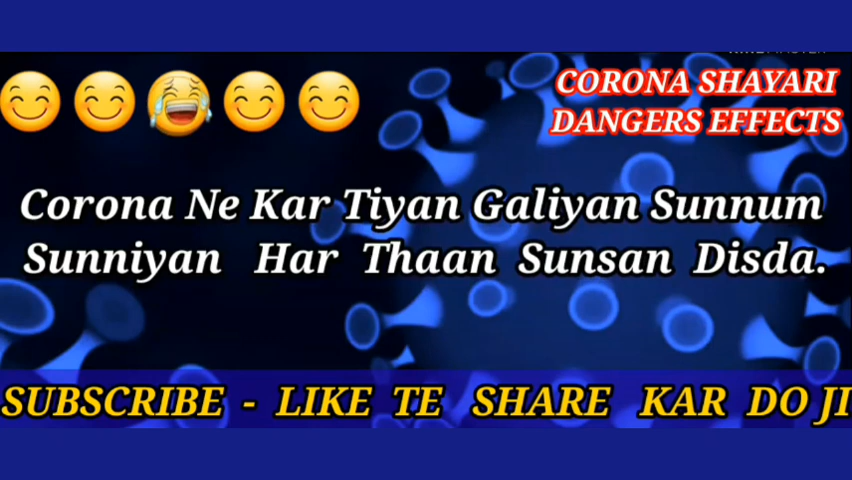 CORONA SHAYARI
DANGERS EFFECTS
Corona Ne Kar Tiyan Galiyan Sunnum
Sunniyan Har Thaan Sunsan Disda.
SUBSCRIBE - LIKE TE SHARE KAR DO JI